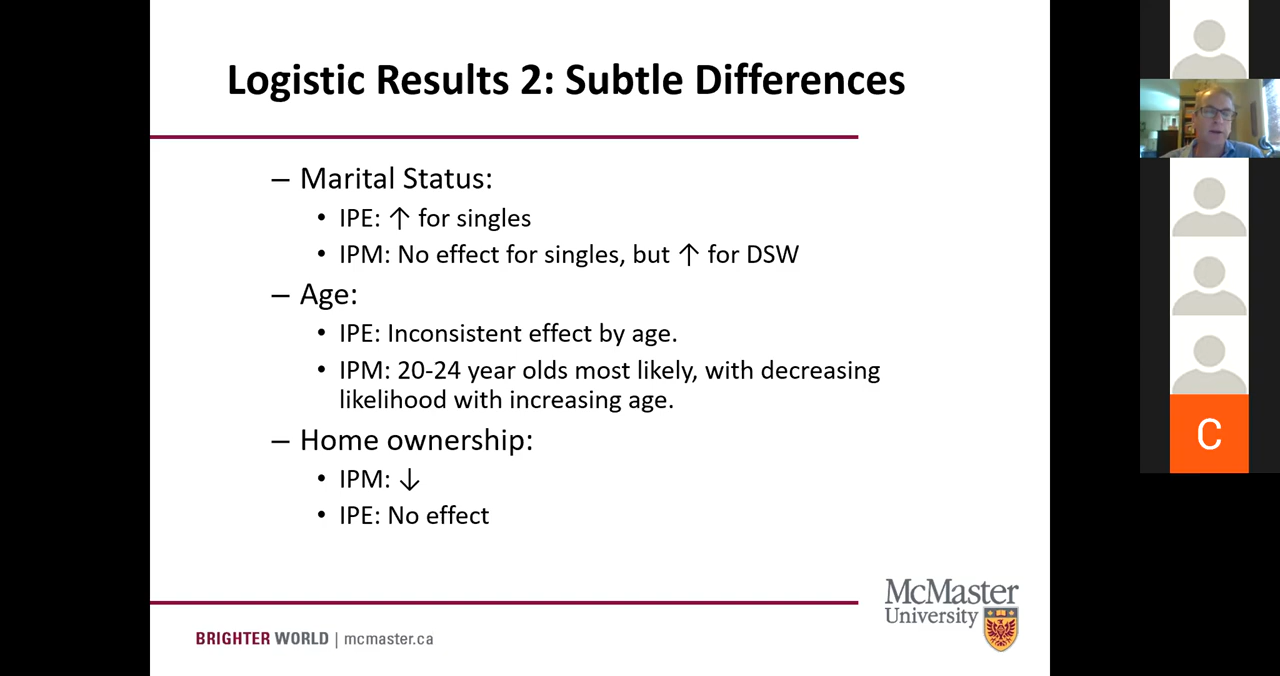 Logistic Results 2: Subtle Differences
– Marital Status:
• IPE: ↑ for singles
• IPM: No effect for singles, but ↑ for DSW
– Age:
• IPE: Inconsistent effect by age.
• IPM: 20-24 year olds most likely, with decreasing
likelihood with increasing age.
– Home ownership:
• IPM: ↓
• IPE: No effect
BRIGHTER WORLD | mcmaster.ca
McMaster
University
C